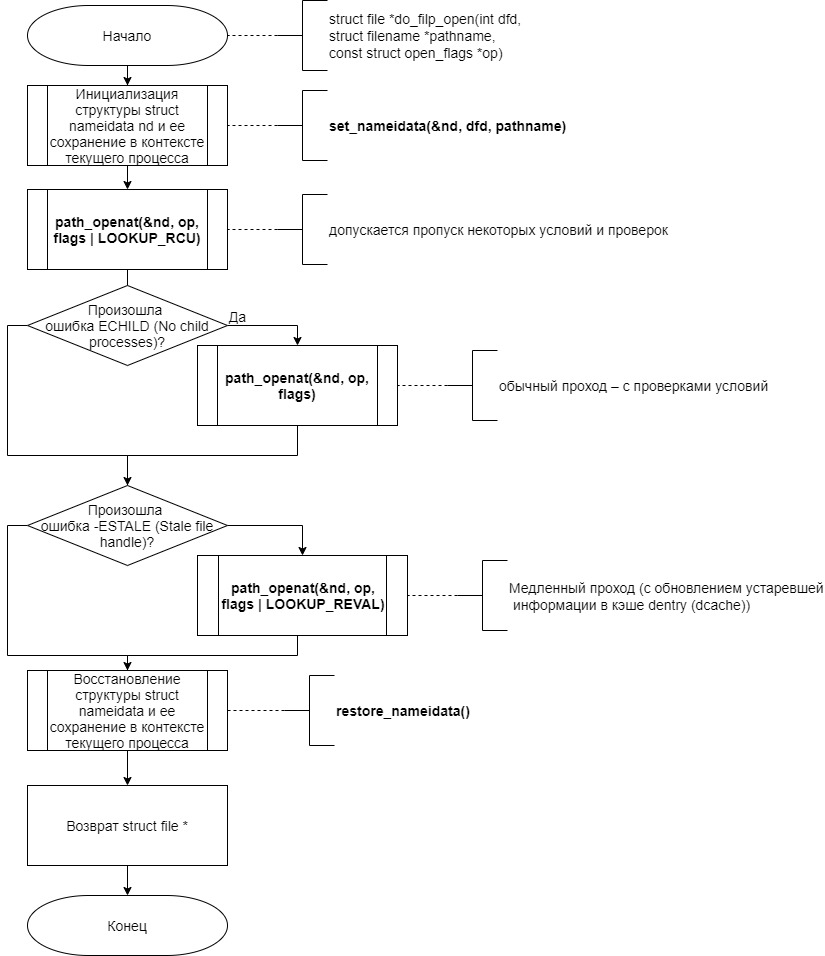 Начало
struct file *do_filp_open(int dfd,
struct filename *pathname,
const struct open_flags *op)
Инициализация
структуры struct
nameidata nd и ее
сохранение в контексте
текущего процесса
set_nameidata(&nd, dfd, pathname)
path_openat(&nd, op,
flags | LOOKUP_RCU)
допускается пропуск некоторых условий и проверок
Произошла
ошибка ECHILD (No child
processes)?
Да
path_openat(&nd, op,
flags)
обычный проход – с проверками условий
Произошла
ошибка -ESTALE (Stale file
handle)?
path_openat(&nd, op,
flags | LOOKUP_REVAL)
Медленный проход (с обновлением устаревшей
информации в кэше dentry (dcache))
Восстановление
структуры struct
nameidata и ее
сохранение в контексте
текущего процесса
restore_nameidata()
Возврат struct file *
Конец